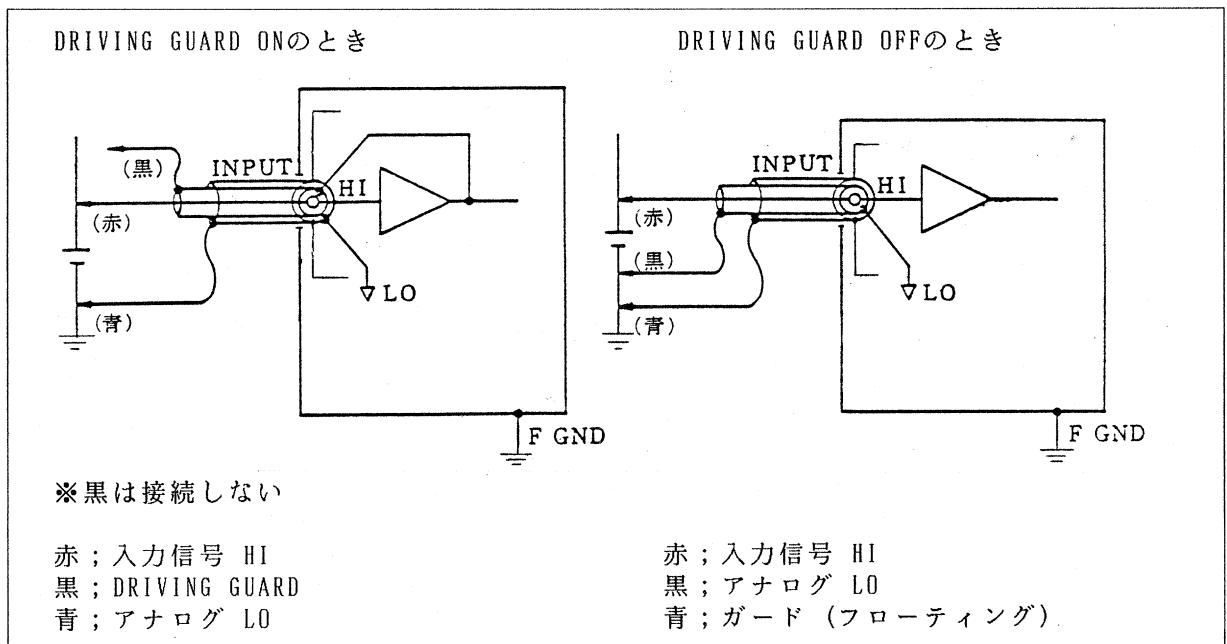 DRIVING GUARD ONのとき
(黒)
INPUT
HI
(赤)
LO
(青)
F GND
※黒は接続しない
赤；入力信号 HI
黒；DRIVING GUARD
青；アナログ LO
DRIVING GUARD OFFのとき
INPUT
HI
(赤)
(黒)
LO
(青)
F GND
赤；入力信号 HI
黒；アナログ LO
青；ガード (フローティング)